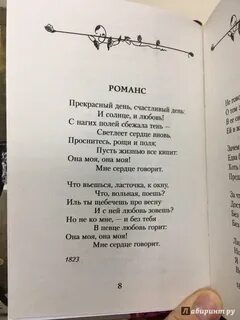 РОМАНС
Прекрасный день, счастливый день:
И солнце, и любовь!
С нагих полей сбежала тень —
Светлеет сердце вновь.
Проснитесь, рощи и поля;
Пусть жизнью все кипит:
Она моя, она моя!
Мне сердце говорит.
Что вьешься, ласточка, к окну,
Что, вольная, поешь?
Иль ты щебечешь про весну
И с ней любовь зовешь?
Но не ко мне, — и без тебя
В певце любовь горит:
Она моя, она моя!
Мне сердце говорит.
1823
8
Лабиринт.ру